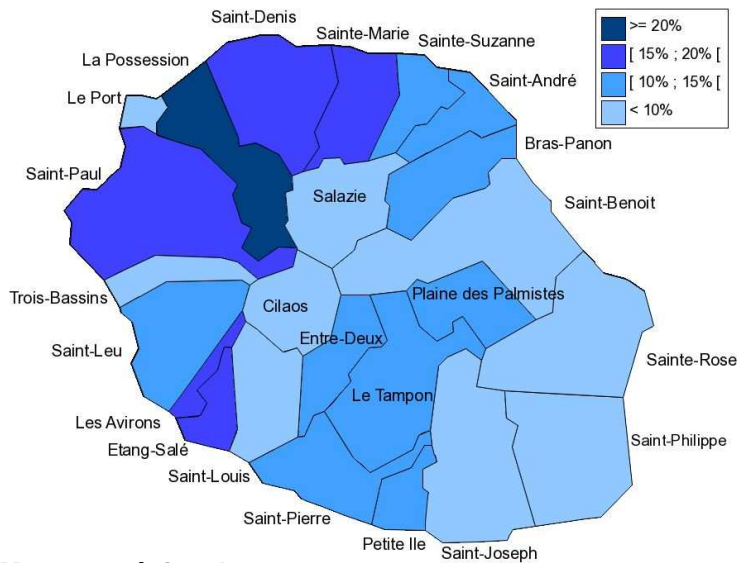 Saint-Denis
Sainte-Marie
Sainte-Suzanne
La Possession
Saint-André
Le Port
Bras-Panon
Saint-Paul
Salazie
Saint-Benoit
Trois-Bassins
Cilaos
Plaine des Palmistes
Entre-Deux
Saint-Leu
Sainte-Rose
Le Tampon
Les Avirons
Etang-Salé
Saint-Philippe
Saint-Louis
Saint-Pierre
Petite Ile
Saint-Joseph
>= 20%
[ 15% ; 20% [
[ 10% ; 15% [
< 10%